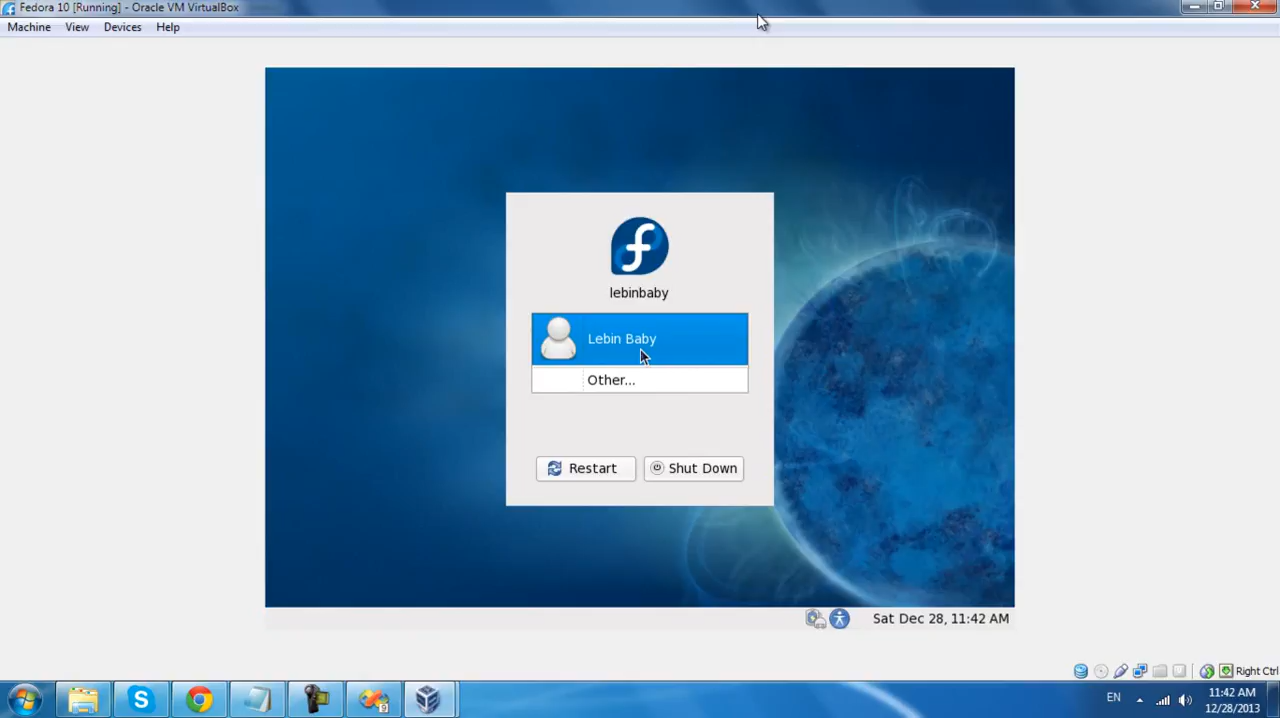 Fedora 10 [Running] - Oracle VM VirtualBox
Machine View Devices Help
lebinbaby
Lebin Baby
Other...
Restart Shut Down
Sat Dec 28, 11:42 AM
Right Ctrl
EN 11:42 AM
12/28/2013